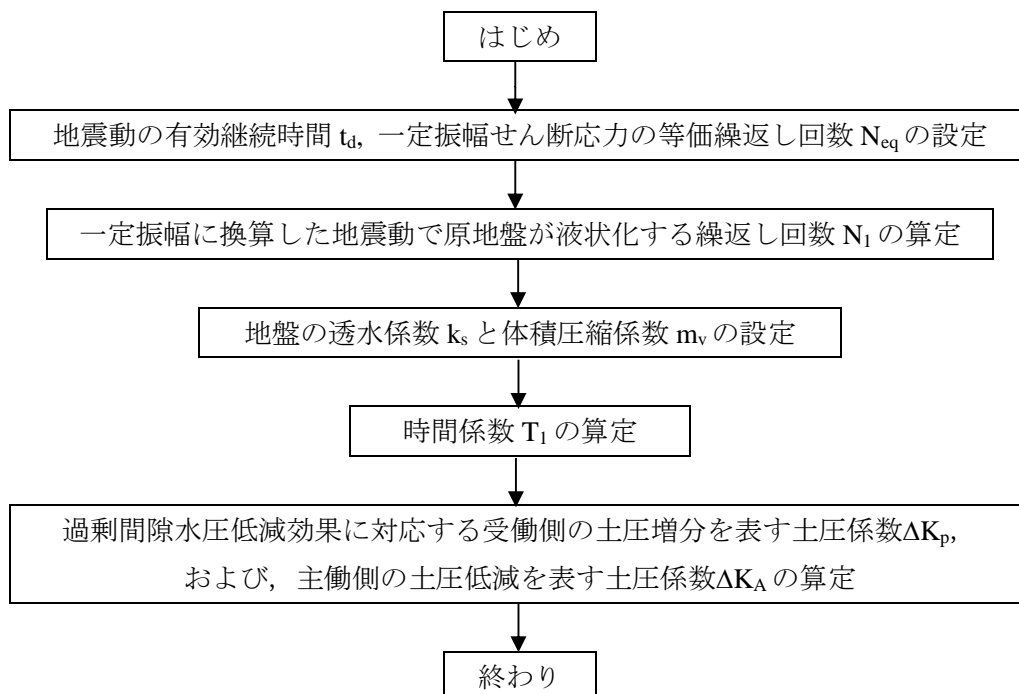 はじめ
地震動の有効継続時間 td, 一定振幅せん断応力の等価繰返し回数 Neq の設定
一定振幅に換算した地震動で原地盤が液状化する繰返し回数 N1 の算定
地盤の透水係数 ks と体積圧縮係数 mv の設定
時間係数 T1 の算定
過剰間隙水圧低減効果に対応する受働側の土圧増分を表す土圧係数ΔKp,
および，主働側の土圧低減を表す土圧係数ΔKA の算定
終わり